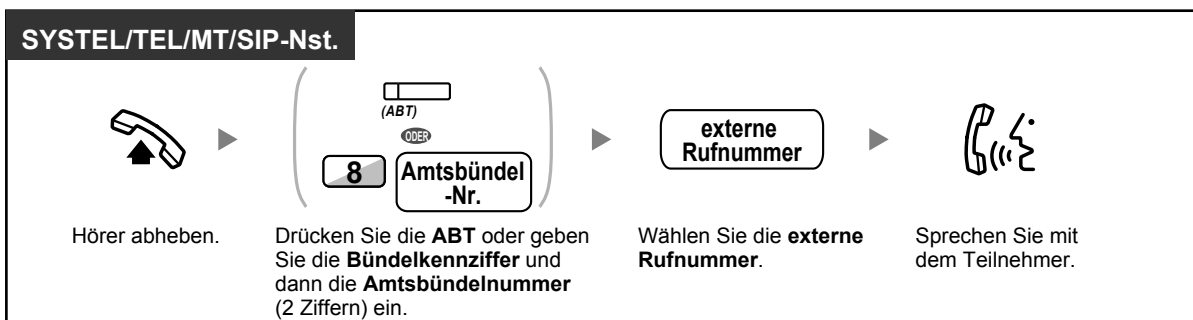 SYSTEL/TEL/MT/SIP-Nst.
(ABT)
ODER
8
Amtsbündel
-Nr.
externe
Rufnummer
Hörer abheben.
Drücken Sie die ABT oder geben
Sie die Bündelkennziffer und
dann die Amtsbündelnummer
(2 Ziffern) ein.
Wählen Sie die externe
Rufnummer.
Sprechen Sie mit
dem Teilnehmer.